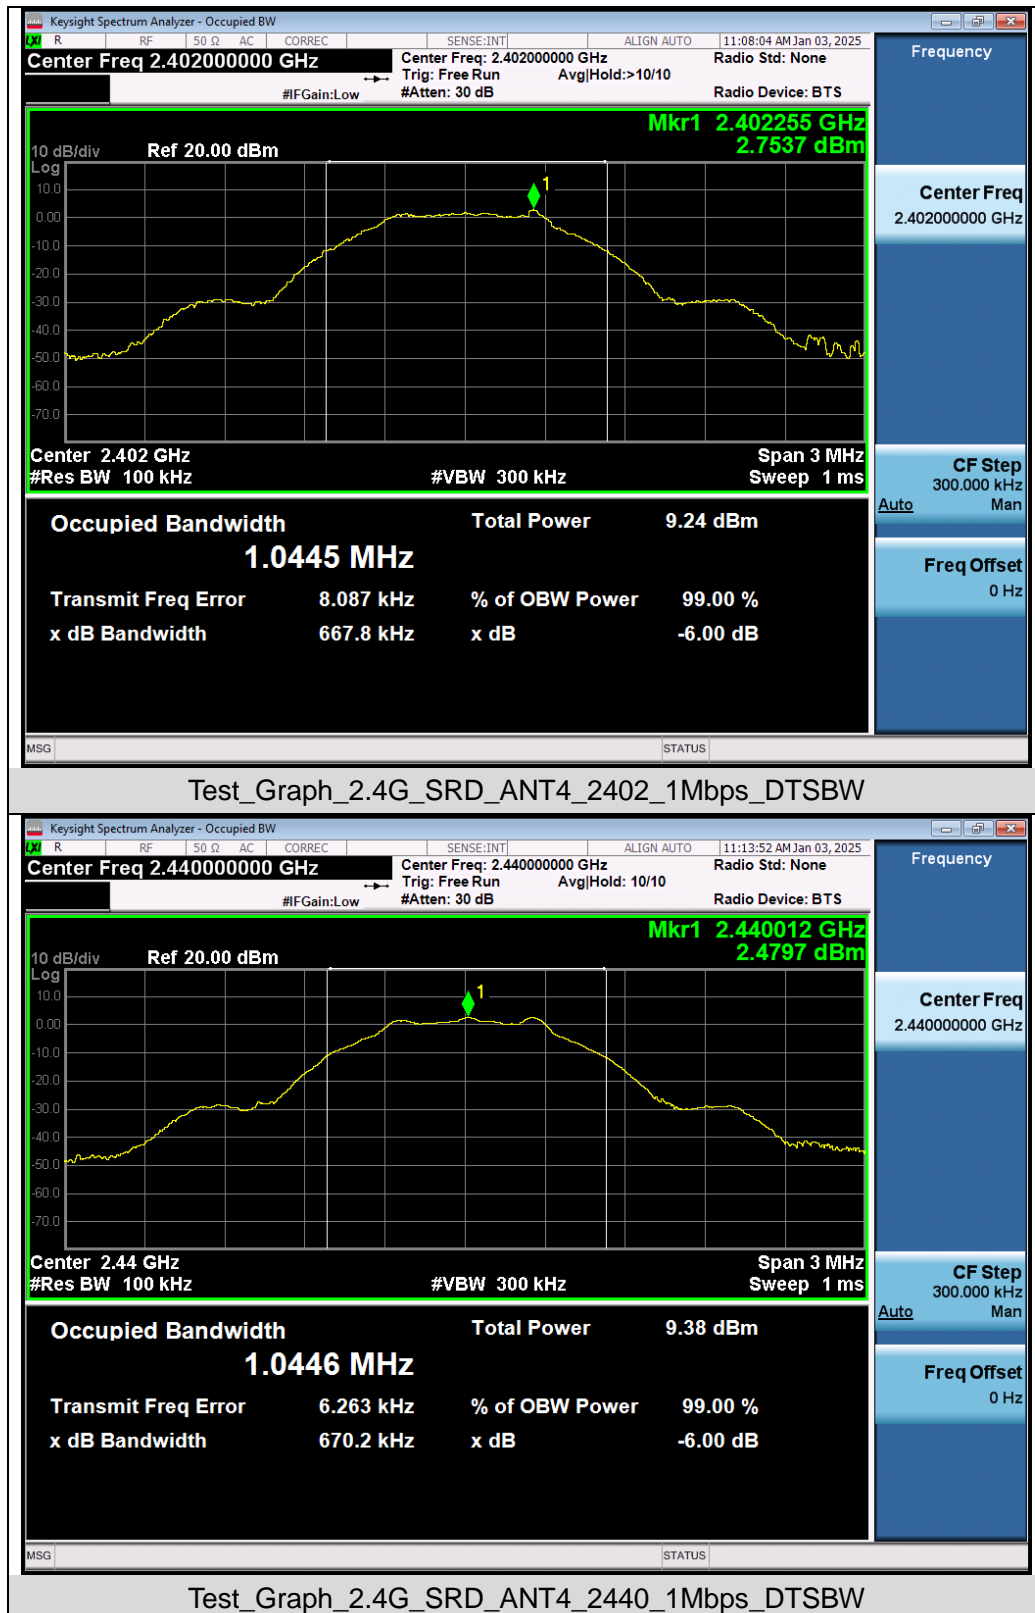 Keysight Spectrum Analyzer - Occupied BW
LXI R RF 50 Ω AC CORREC SENSE:INT ALIGN AUTO 11:08:04 AM Jan 03, 2025
Center Freq 2.402000000 GHz
Center Freq: 2.402000000 GHz
Radio Std: None
Trig: Free Run Avg|Hold:>10/10
#IFGain:Low
#Atten: 30 dB
Radio Device: BTS
Frequency
Mkr1 2.402255 GHz
2.7537 dBm
10 dB/div Ref 20.00 dBm
Log
10.0
0.00
-10.0
-20.0
-30.0
-40.0
-50.0
-60.0
-70.0
1
Center Freq
2.402000000 GHz
Center 2.402 GHz
Span 3 MHz
#Res BW 100 kHz
#VBW 300 kHz
Sweep 1 ms
CF Step
300.000 kHz
Auto Man
Freq Offset
0 Hz
Occupied Bandwidth
Total Power 9.24 dBm
1.0445 MHz
Transmit Freq Error 8.087 kHz % of OBW Power 99.00 %
x dB Bandwidth 667.8 kHz x dB -6.00 dB
MSG STATUS
Test_Graph_2.4G_SRD_ANT4_2402_1Mbps_DTSBW
Keysight Spectrum Analyzer - Occupied BW
LXI R RF 50 Ω AC CORREC SENSE:INT ALIGN AUTO 11:13:52 AM Jan 03, 2025
Center Freq 2.440000000 GHz
Center Freq: 2.440000000 GHz
Radio Std: None
Trig: Free Run Avg|Hold: 10/10
#IFGain:Low
#Atten: 30 dB
Radio Device: BTS
Frequency
Mkr1 2.440012 GHz
2.4797 dBm
10 dB/div Ref 20.00 dBm
Log
10.0
0.00
-10.0
-20.0
-30.0
-40.0
-50.0
-60.0
-70.0
1
Center Freq
2.440000000 GHz
Center 2.44 GHz
Span 3 MHz
#Res BW 100 kHz
#VBW 300 kHz
Sweep 1 ms
CF Step
300.000 kHz
Auto Man
Freq Offset
0 Hz
Occupied Bandwidth
Total Power 9.38 dBm
1.0446 MHz
Transmit Freq Error 6.263 kHz % of OBW Power 99.00 %
x dB Bandwidth 670.2 kHz x dB -6.00 dB
MSG STATUS
Test_Graph_2.4G_SRD_ANT4_2440_1Mbps_DTSBW